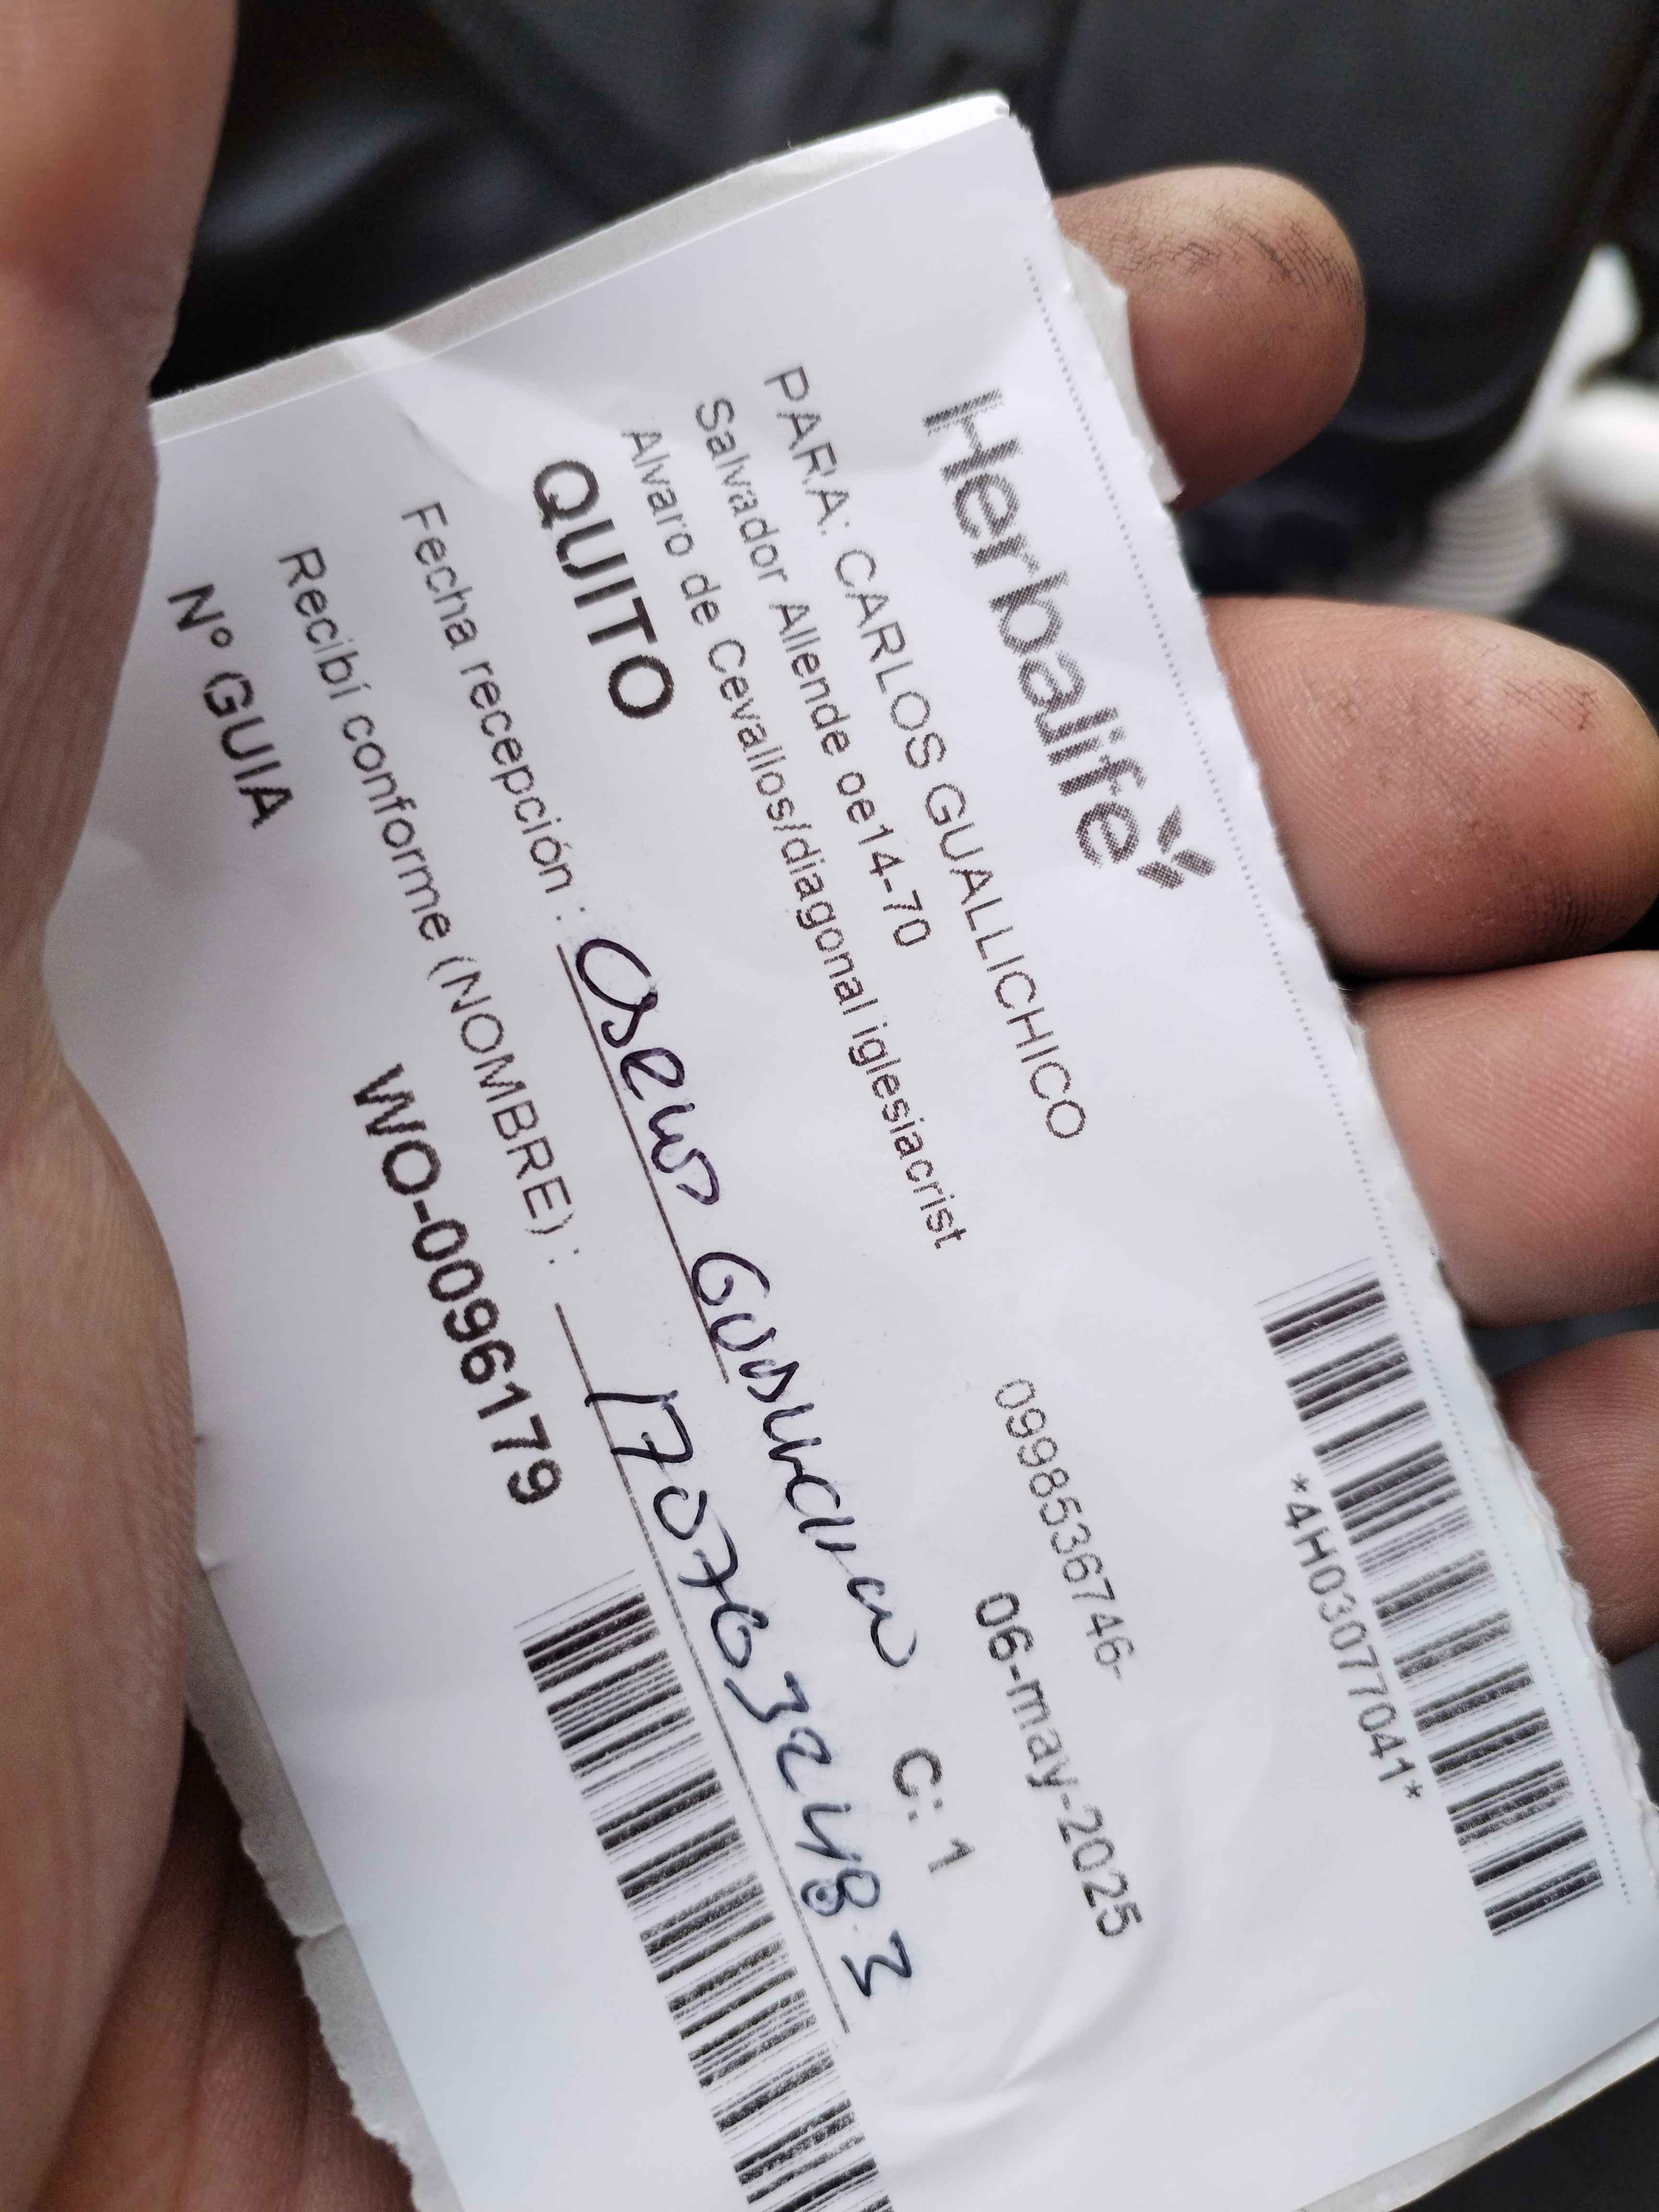 Herbalife
*4H03077041*
PARA: CARLOS GUALLICHICO 0998536746-
Salvador Allende oe14-70
Alvaro de Cevallos/diagonal iglesiacrist 06-may-2025
QUITO C: 1
Fecha recepción :
Recibí conforme (NOMBRE) : 1707632483
Nº GUIA WO-0096179